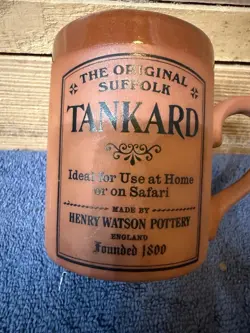 THE ORIGINAL
SUFFOLK
TANKARD
Ideal for Use at Home
or on Safari
MADE BY
HENRY WATSON POTTERY
ENGLAND
Founded 1800